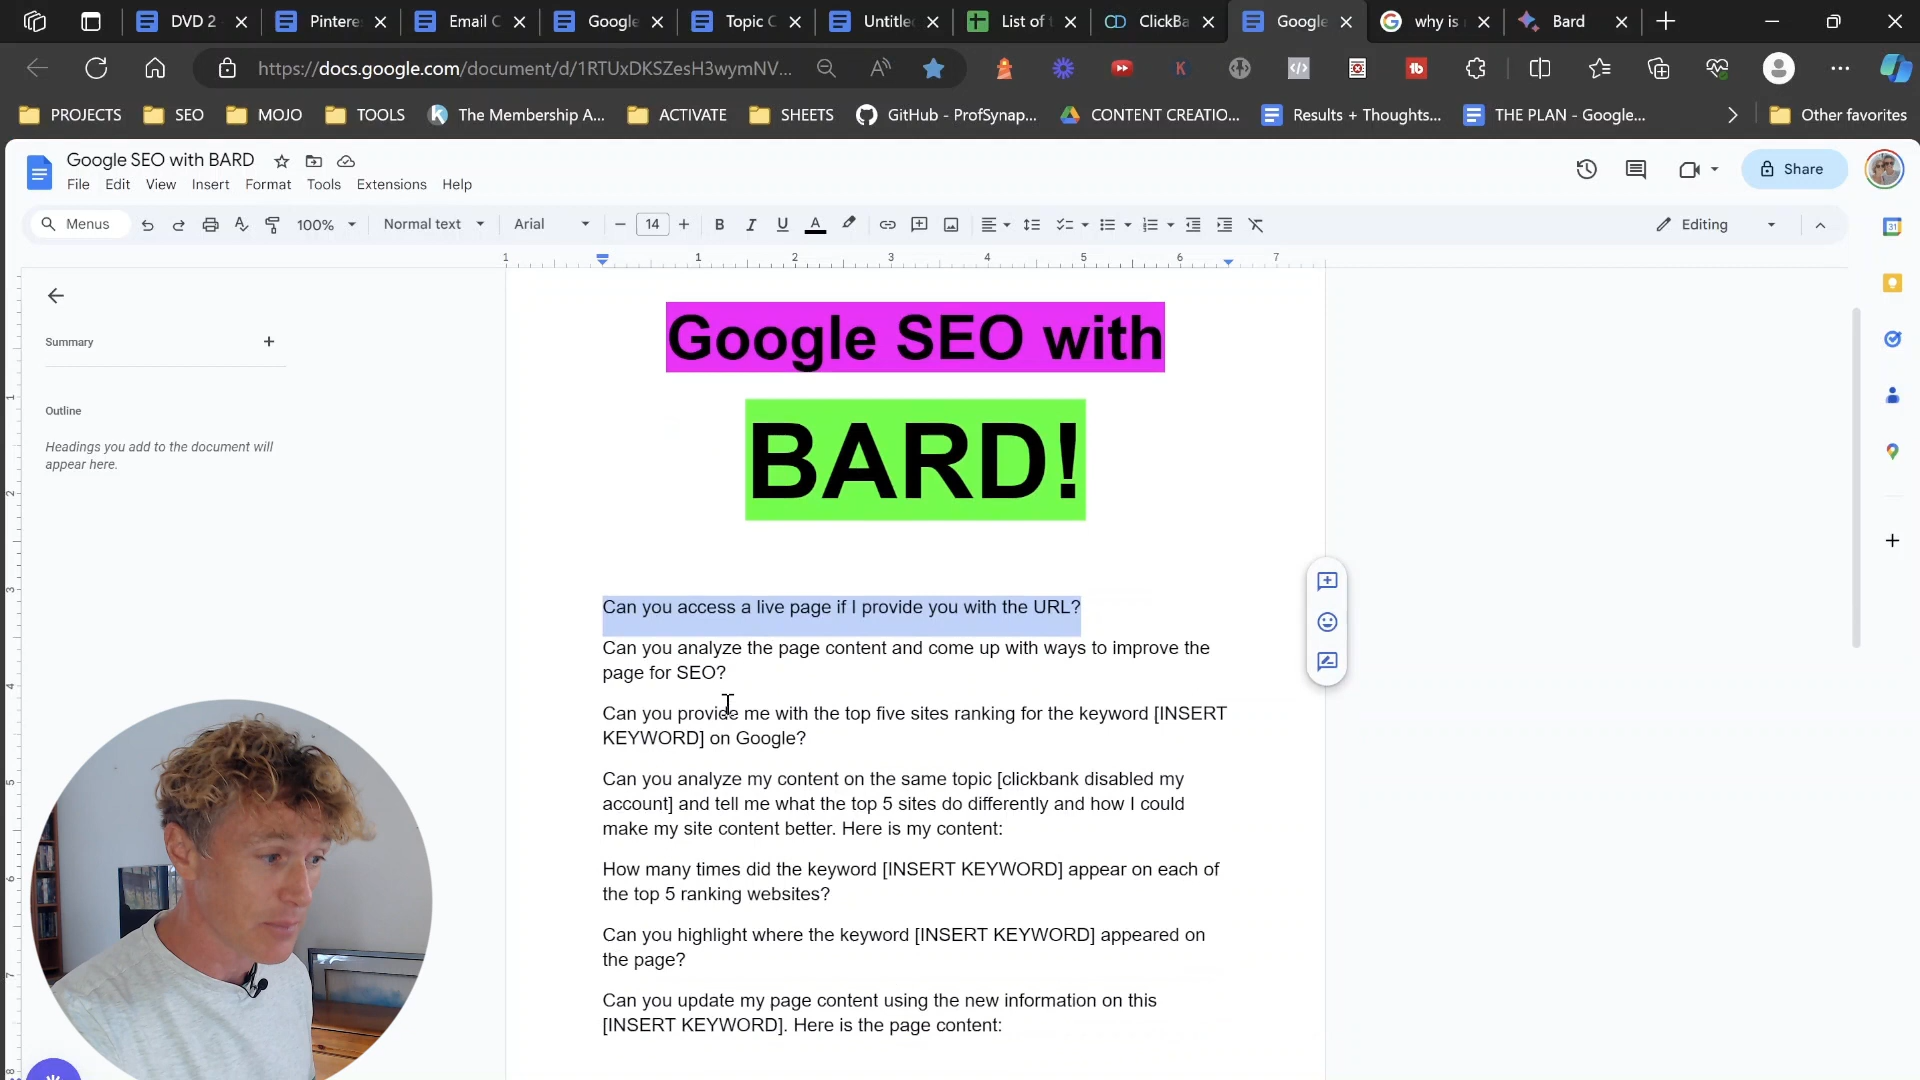 DVD 2
Pintere
Email C
Google
Topic C
Untitle
List of
ClickBa
Google
why is
Bard
https://docs.google.com/document/d/1RTUxDKSZesH3wymNV...
PROJECTS
SEO
MOJO
TOOLS
The Membership A...
ACTIVATE
SHEETS
GitHub - ProfSynap...
CONTENT CREATIO...
Results + Thoughts...
THE PLAN - Google...
Other favorites
Google SEO with BARD
File Edit View Insert Format Tools Extensions Help
Share
Menus
100%
Normal text
Arial
14
Editing
1 1 2 3 4 5 6 7
Summary
Outline
Headings you add to the document will
appear here.
Google SEO with
BARD!
Can you access a live page if I provide you with the URL?
Can you analyze the page content and come up with ways to improve the
page for SEO?
Can you provide me with the top five sites ranking for the keyword [INSERT
KEYWORD] on Google?
Can you analyze my content on the same topic [clickbank disabled my
account] and tell me what the top 5 sites do differently and how I could
make my site content better. Here is my content:
How many times did the keyword [INSERT KEYWORD] appear on each of
the top 5 ranking websites?
Can you highlight where the keyword [INSERT KEYWORD] appeared on
the page?
Can you update my page content using the new information on this
[INSERT KEYWORD]. Here is the page content: